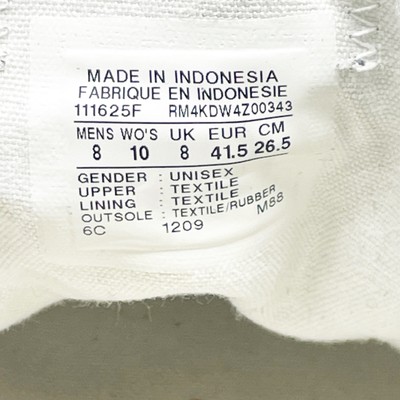 MADE IN INDONESIA
FABRIQUE EN INDONESIE
111625F RM4KDW4Z00343
MENS WO'S UK EUR CM
8 10 8 41.5 26.5
GENDER : UNISEX
UPPER : TEXTILE
LINING : TEXTILE
OUTSOLE : TEXTILE/RUBBER
6C 1209 M88